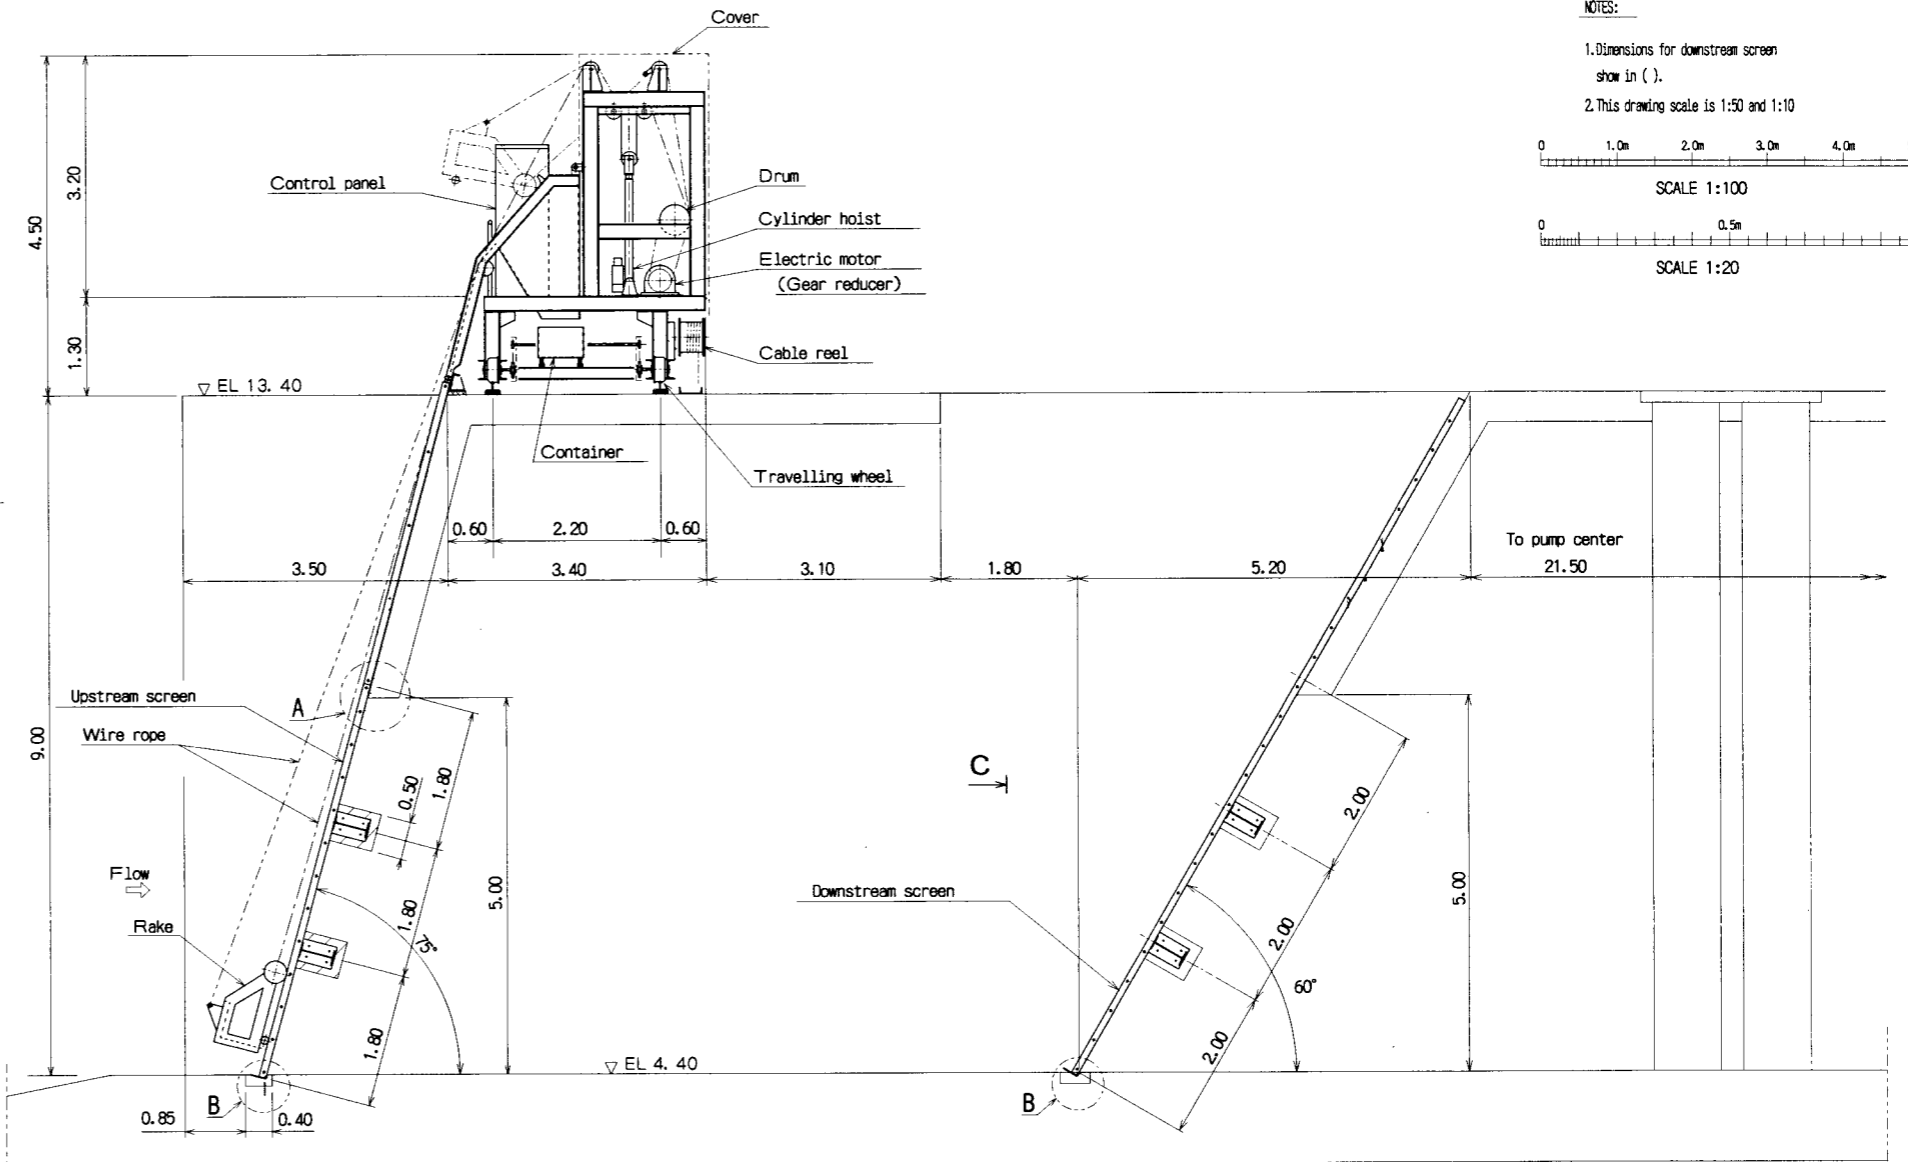 Cover
NOTES:
1.Dimensions for downstream screen
show in ( ).
2.This drawing scale is 1:50 and 1:10
0 1.0m 2.0m 3.0m 4.0m
SCALE 1:100
0 0.5m
SCALE 1:20
4.50
3.20
1.30
Control panel
Drum
Cylinder hoist
Electric motor
(Gear reducer)
Cable reel
▽ EL 13.40
Container
Travelling wheel
0.60 2.20 0.60
3.50 3.40 3.10 1.80 5.20
To pump center
21.50
9.00
Upstream screen
A
Wire rope
0.50
1.80
C
2.00
Flow
5.00
Downstream screen
5.00
Rake
1.80
75°
2.00
60°
1.80
2.00
▽ EL 4.40
B
B
0.85 0.40